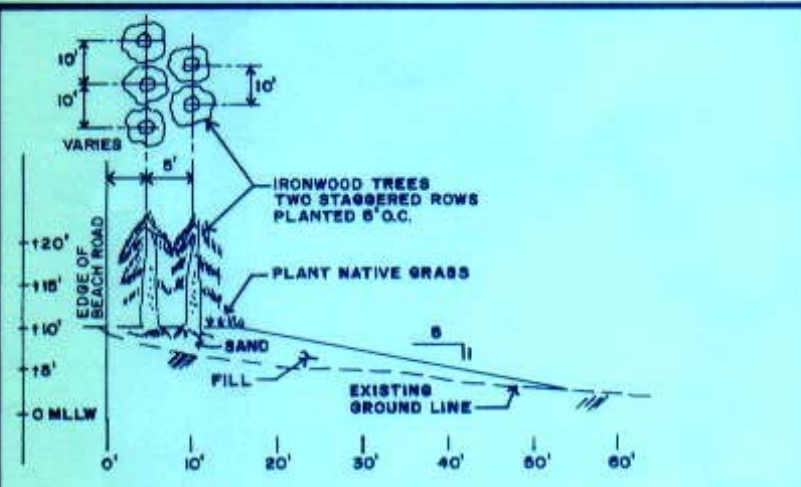 10'
10'
10'
VARIES
5'
IRONWOOD TREES
TWO STAGGERED ROWS
PLANTED 5' O.C.
EDGE OF
BEACH ROAD
+20'
+15'
+10'
+5'
0 MLLW
PLANT NATIVE GRASS
SAND
FILL
5
1
EXISTING
GROUND LINE
0' 10' 20' 30' 40' 50' 60'